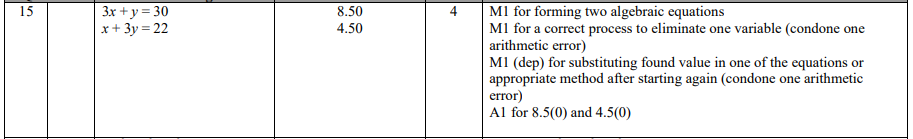 15 3x + y = 30 8.50 4 M1 for forming two algebraic equations
x + 3y = 22 4.50 M1 for a correct process to eliminate one variable (condone one
arithmetic error)
M1 (dep) for substituting found value in one of the equations or
appropriate method after starting again (condone one arithmetic
error)
A1 for 8.5(0) and 4.5(0)